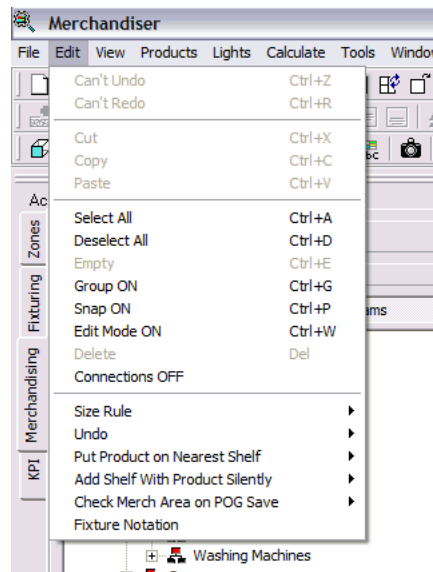 Merchandiser
File Edit View Products Lights Calculate Tools Windo
Can't Undo Ctrl+Z
Can't Redo Ctrl+R
Cut Ctrl+X
Copy Ctrl+C
Paste Ctrl+V
Select All Ctrl+A
Deselect All Ctrl+D
Empty Ctrl+E
Group ON Ctrl+G
Snap ON Ctrl+P
Edit Mode ON Ctrl+W
Delete Del
Connections OFF
Size Rule
Undo
Put Product on Nearest Shelf
Add Shelf With Product Silently
Check Merch Area on POG Save
Fixture Notation
Ac
Zones
Fixturing
Merchandising
KPI
ams
Washing Machines